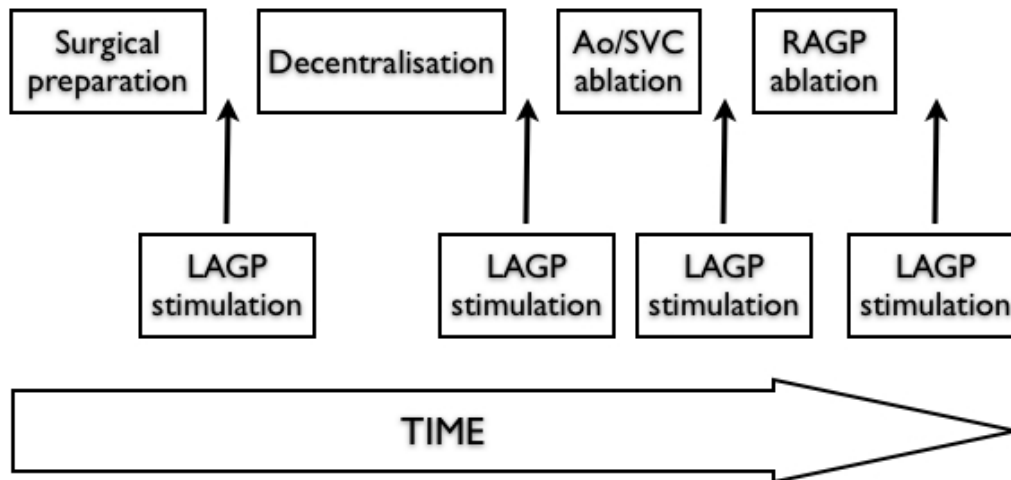 Surgical
preparation
Decentralisation
Ao/SVC
ablation
RAGP
ablation
LAGP
stimulation
LAGP
stimulation
LAGP
stimulation
LAGP
stimulation
TIME